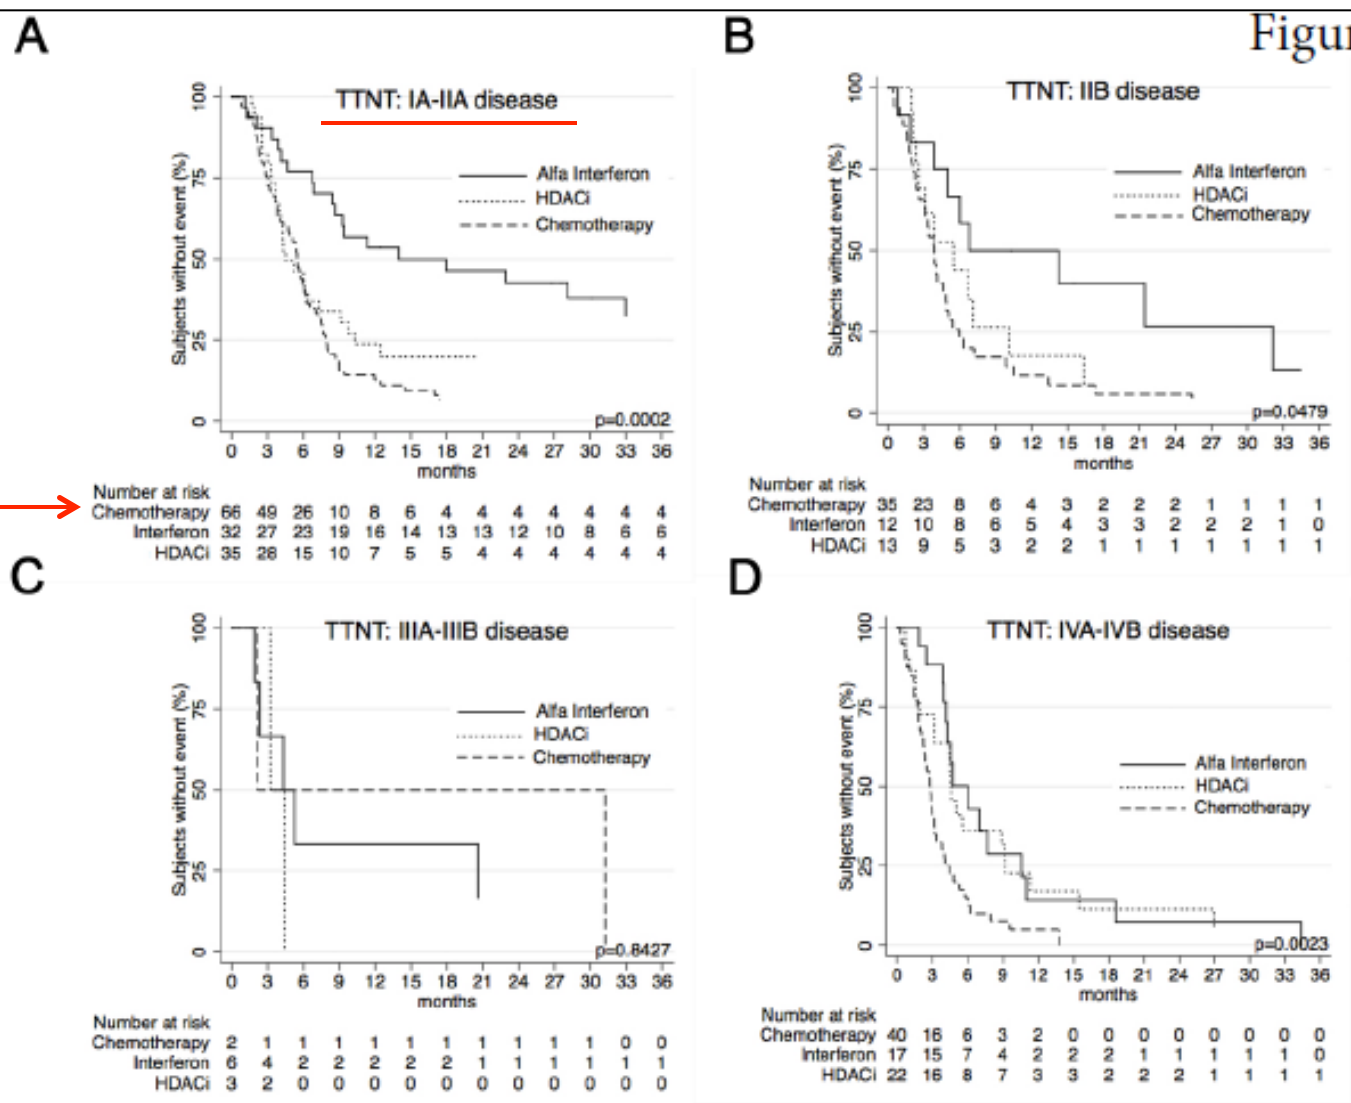 A
B
Figur
TTNT: IA-IIA disease
Subjects without event (%)
100
75
50
25
0
Alfa Interferon
HDACi
Chemotherapy
p=0.0002
0 3 6 9 12 15 18 21 24 27 30 33 36
months
Number at risk
Chemotherapy 66 49 26 10 8 6 4 4 4 4 4 4 4
Interferon 32 27 23 19 16 14 13 13 12 10 8 6 6
HDACi 35 28 15 10 7 5 5 4 4 4 4 4 4
TTNT: IIB disease
Subjects without event (%)
100
75
50
25
0
Alfa Interferon
HDACi
Chemotherapy
p=0.0479
0 3 6 9 12 15 18 21 24 27 30 33 36
months
Number at risk
Chemotherapy 35 23 8 6 4 3 2 2 2 1 1 1 1
Interferon 12 10 8 6 5 4 3 3 2 2 2 1 0
HDACi 13 9 5 3 2 2 1 1 1 1 1 1 1
C
D
TTNT: IIIA-IIIB disease
Subjects without event (%)
100
75
50
25
0
Alfa Interferon
HDACi
Chemotherapy
p=0.8427
0 3 6 9 12 15 18 21 24 27 30 33 36
months
Number at risk
Chemotherapy 2 1 1 1 1 1 1 1 1 1 1 0 0
Interferon 6 4 2 2 2 2 2 1 1 1 1 1 1
HDACi 3 2 0 0 0 0 0 0 0 0 0 0 0
TTNT: IVA-IVB disease
Subjects without event (%)
100
75
50
25
0
Alfa Interferon
HDACi
Chemotherapy
p=0.0023
0 3 6 9 12 15 18 21 24 27 30 33 36
months
Number at risk
Chemotherapy 40 16 6 3 2 0 0 0 0 0 0 0 0
Interferon 17 15 7 4 2 2 2 1 1 1 1 1 0
HDACi 22 16 8 7 3 3 2 2 2 1 1 1 1